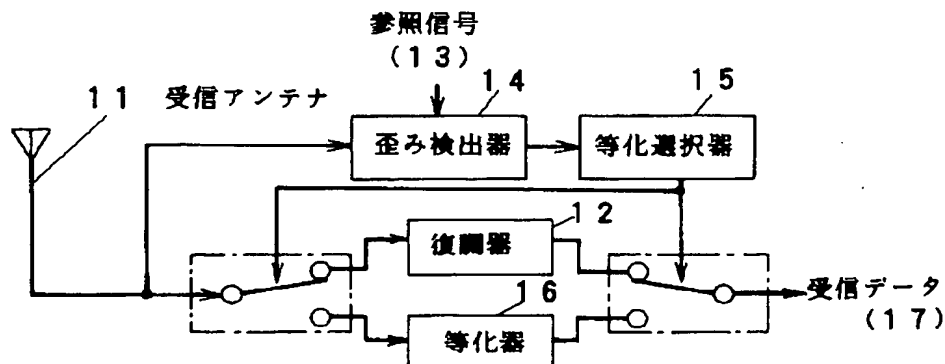 参照信号
(13)
14
15
11 受信アンテナ
歪み検出器
等化選択器
12
復調器
受信データ
(17)
16
等化器